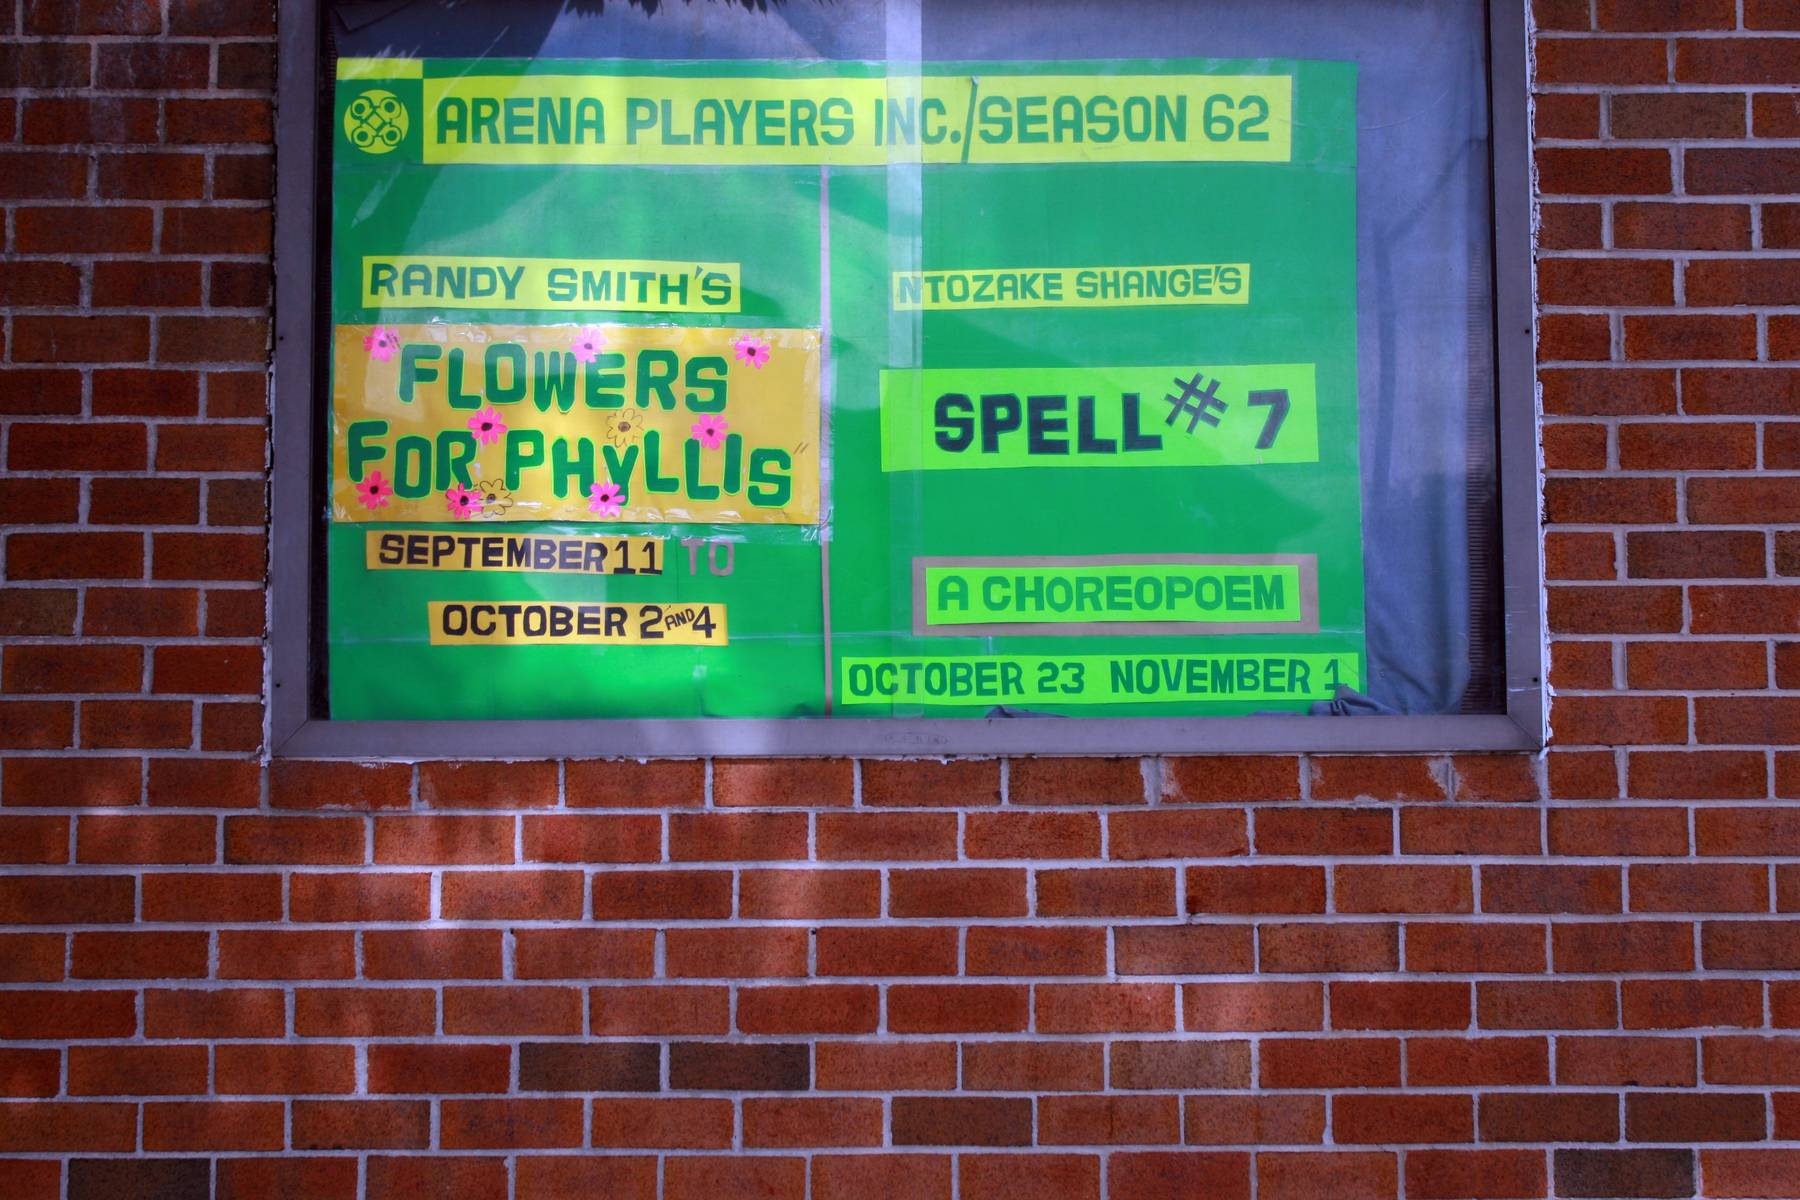 ARENA PLAYERS INC./SEASON 62
RANDY SMITH'S
FLOWERS
FOR PHYLLIS"
SEPTEMBER 11 TO
OCTOBER 2 AND 4
NTOZAKE SHANGE'S
SPELL # 7
A CHOREOPOEM
OCTOBER 23 NOVEMBER 1